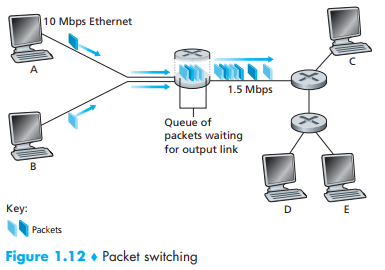 10 Mbps Ethernet
A
C
1.5 Mbps
Queue of
packets waiting
for output link
B
D
E
Key:
Packets
Figure 1.12 ♦ Packet switching